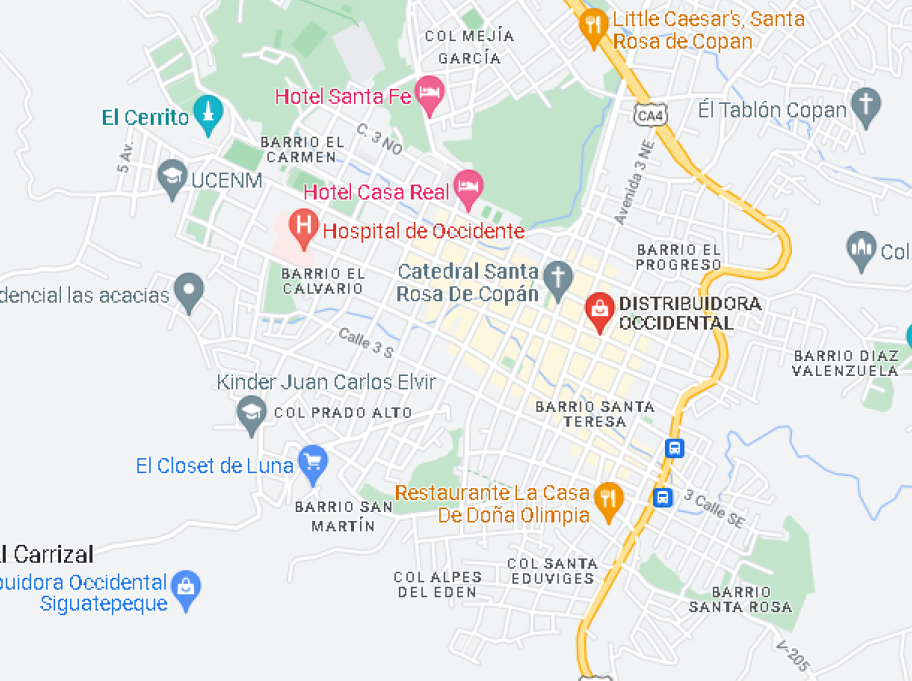 Little Caesar's, Santa
Rosa de Copan
COL MEJÍA
GARCÍA
Hotel Santa Fe
El Cerrito
CA4
Él Tablón Copan
BARRIO EL
CARMEN
C. 3 NO
5 Av.
UCENM
Hotel Casa Real
Avenida 3 NE
Hospital de Occidente
BARRIO EL
PROGRESO
Col
BARRIO EL
CALVARIO
Catedral Santa
Rosa De Copán
dencial las acacias
DISTRIBUIDORA
OCCIDENTAL
Calle 3 S
BARRIO DIAZ
VALENZUELA
Kinder Juan Carlos Elvir
COL PRADO ALTO
BARRIO SANTA
TERESA
El Closet de Luna
Restaurante La Casa
De Doña Olimpia
3 Calle SE
BARRIO SAN
MARTÍN
l Carrizal
COL ALPES
DEL EDEN
COL SANTA
EDUVIGES
buidora Occidental
Siguatepeque
BARRIO
SANTA ROSA
V-205